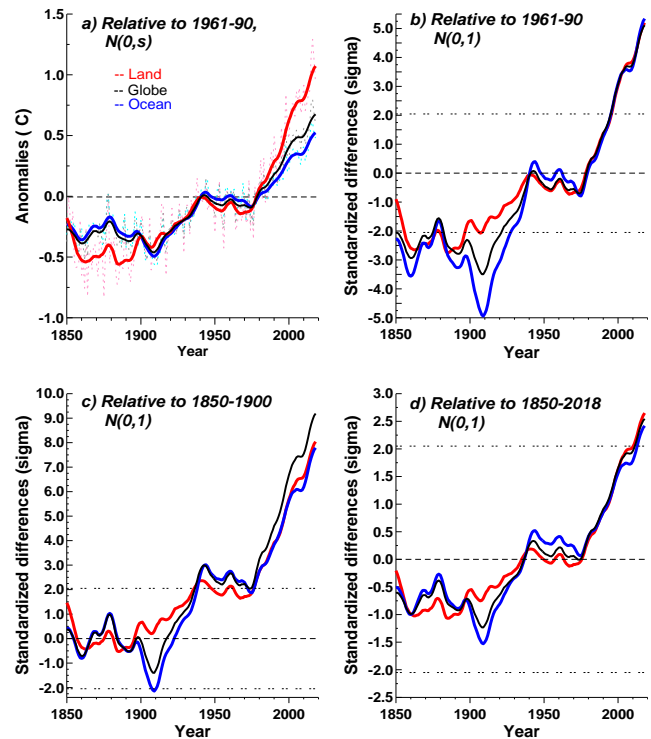 a) Relative to 1961-90,
N(0,s)
-- Land
-- Globe
-- Ocean
Anomalies ( C)
1.5
1.0
0.5
0.0
-0.5
-1.0
1850 1900 1950 2000
Year
b) Relative to 1961-90
N(0,1)
Standardized differences (sigma)
5.0
4.0
3.0
2.0
1.0
0.0
-1.0
-2.0
-3.0
-4.0
-5.0
1850 1900 1950 2000
Year
c) Relative to 1850-1900
N(0,1)
Standardized differences (sigma)
10.0
9.0
8.0
7.0
6.0
5.0
4.0
3.0
2.0
1.0
0.0
-1.0
-2.0
1850 1900 1950 2000
Year
d) Relative to 1850-2018
N(0,1)
Standardized differences (sigma)
3.0
2.5
2.0
1.5
1.0
0.5
0.0
-0.5
-1.0
-1.5
-2.0
-2.5
1850 1900 1950 2000
Year